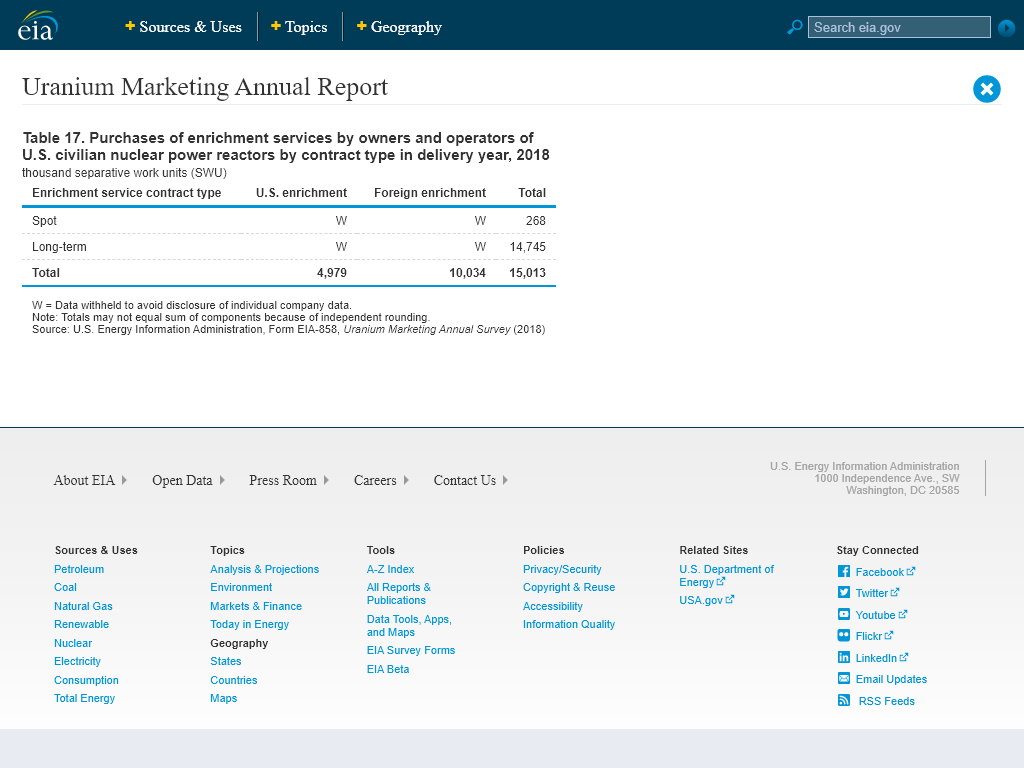 eia
Sources & Uses
Topics
Geography
Search eia.gov
Uranium Marketing Annual Report
Table 17. Purchases of enrichment services by owners and operators of
U.S. civilian nuclear power reactors by contract type in delivery year, 2018
thousand separative work units (SWU)
Enrichment service contract type U.S. enrichment Foreign enrichment Total
Spot W W 268
Long-term W W 14,745
Total 4,979 10,034 15,013
W = Data withheld to avoid disclosure of individual company data.
Note: Totals may not equal sum of components because of independent rounding.
Source: U.S. Energy Information Administration, Form EIA-858, Uranium Marketing Annual Survey (2018)
About EIA
Open Data
Press Room
Careers
Contact Us
U.S. Energy Information Administration
1000 Independence Ave., SW
Washington, DC 20585
Sources & Uses
Petroleum
Coal
Natural Gas
Renewable
Nuclear
Electricity
Consumption
Total Energy
Topics
Analysis & Projections
Environment
Markets & Finance
Today in Energy
Geography
States
Countries
Maps
Tools
A-Z Index
All Reports &
Publications
Data Tools, Apps,
and Maps
EIA Survey Forms
EIA Beta
Policies
Privacy/Security
Copyright & Reuse
Accessibility
Information Quality
Related Sites
U.S. Department of
Energy
USA.gov
Stay Connected
Facebook
Twitter
Youtube
Flickr
LinkedIn
Email Updates
RSS Feeds